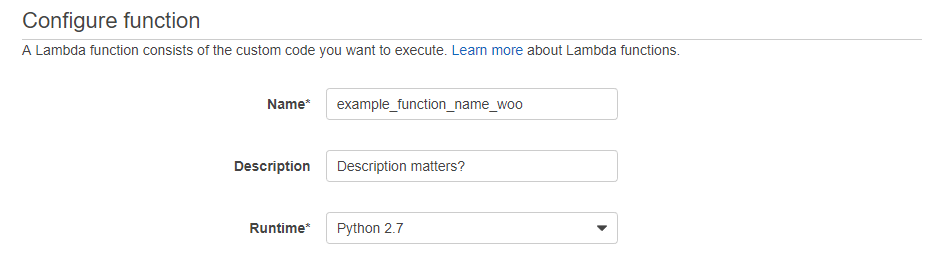 Configure function
A Lambda function consists of the custom code you want to execute. Learn more about Lambda functions.
Name* example_function_name_woo
Description Description matters?
Runtime* Python 2.7